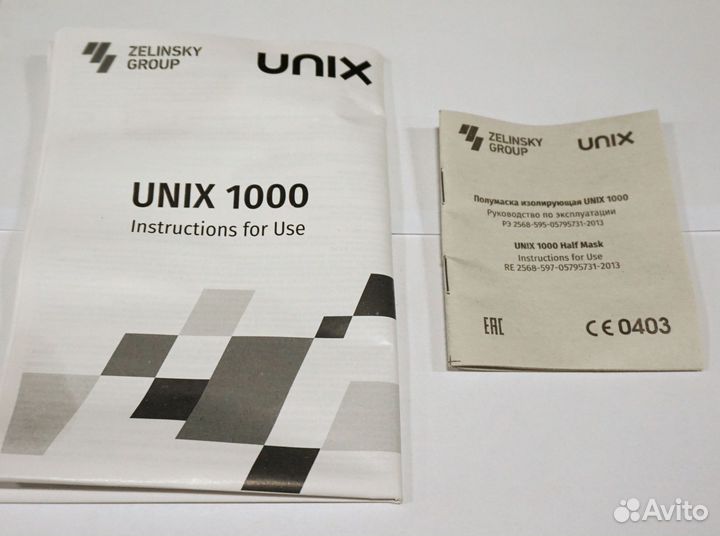 ZELINSKY
GROUP
UNIX
UNIX 1000
Instructions for Use
ZELINSKY
GROUP
UNIX
Полумаска изолирующая UNIX 1000
Руководство по эксплуатации
РЭ 2568-595-05795731-2013
UNIX 1000 Half Mask
Instructions for Use
RE 2568-597-05795731-2013
EAC
CE 0403
Avito